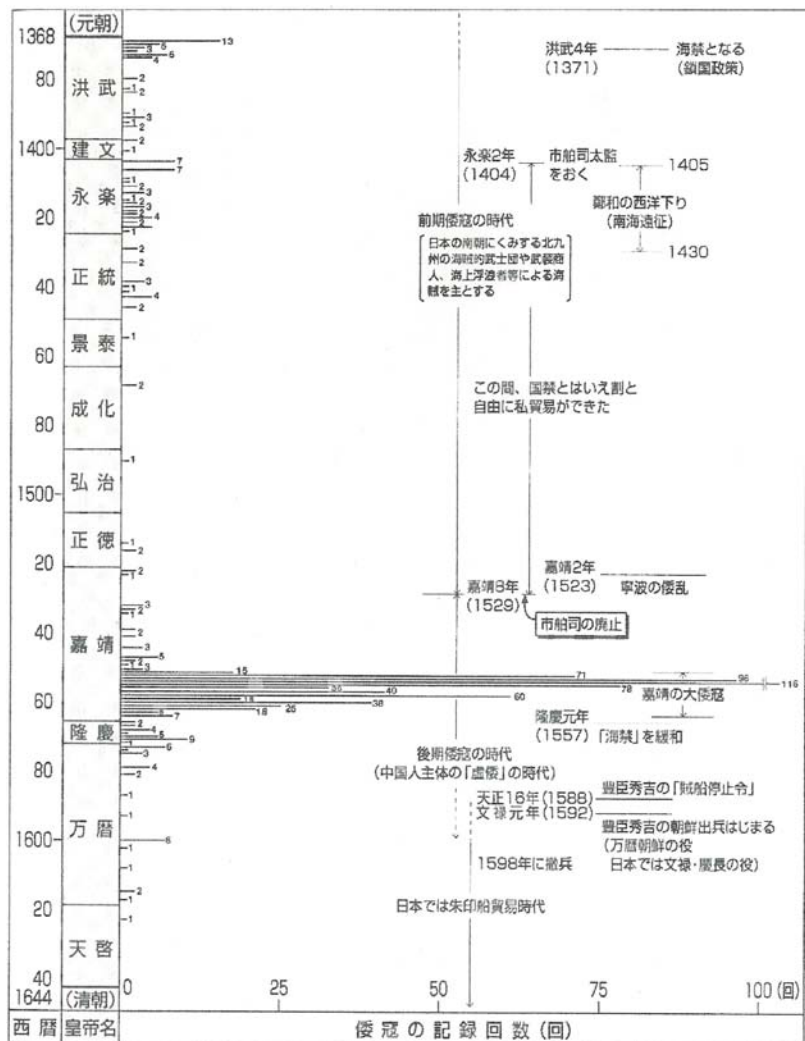 (元朝)
1368
洪武
80
1400
建文
永楽
20
正統
40
景泰
60
成化
80
弘治
1500
正徳
20
嘉靖
40
60
隆慶
80
万暦
1600
20
天啓
40
1644
(清朝)
西暦
皇帝名
13
7
7
15
71
96
116
78
40
60
38
9
洪武4年
(1371)
海禁となる
(鎖国政策)
永楽2年
(1404)
市舶司太監
をおく
1405
鄭和の西洋下り
(南海遠征)
1430
前期倭寇の時代
日本の南朝にくみする北九
州の海賊的武士団や武装商
人、海上浮浪者等による海
賊を主とする
この間、国禁とはいえ割と
自由に私貿易ができた
嘉靖2年
(1523)
寧波の倭乱
嘉靖8年
(1529)
市舶司の廃止
嘉靖の大倭寇
隆慶元年
(1557)「海禁」を緩和
後期倭寇の時代
(中国人主体の「虚倭」の時代)
豊臣秀吉の「賊船停止令」
天正16年(1588)
文禄元年(1592)
豊臣秀吉の朝鮮出兵はじまる
(万暦朝鮮の役
日本では文禄・慶長の役)
1598年に撤兵
日本では朱印船貿易時代
0
25
50
75
100(回)
倭寇の記録回数(回)